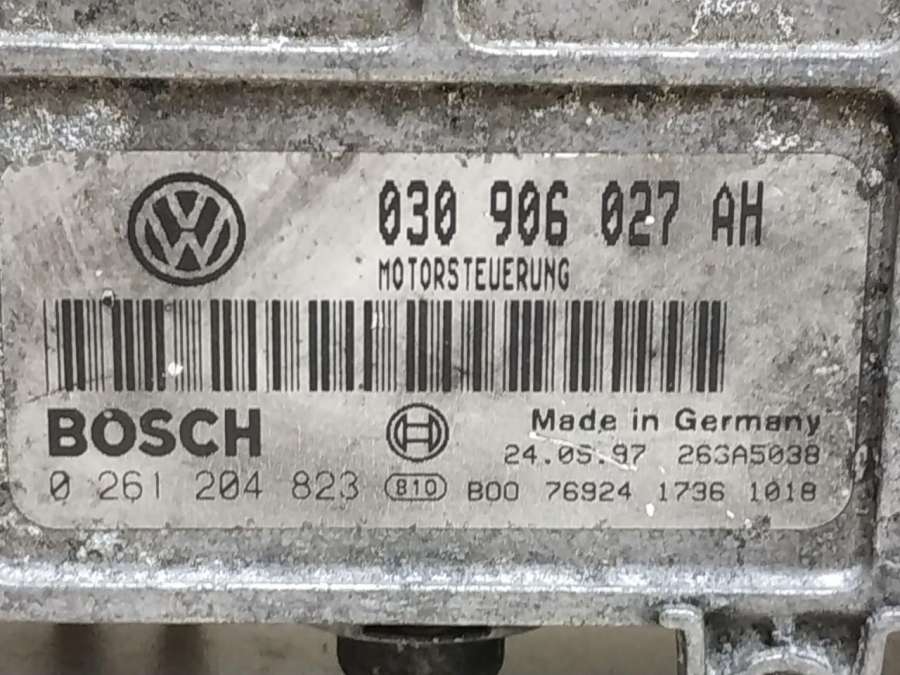 030 906 027 AH
MOTORSTEUERUNG
BOSCH
Made in Germany
24.06.97 263A5038
0 261 204 823 810 B00 76924 1736 1018